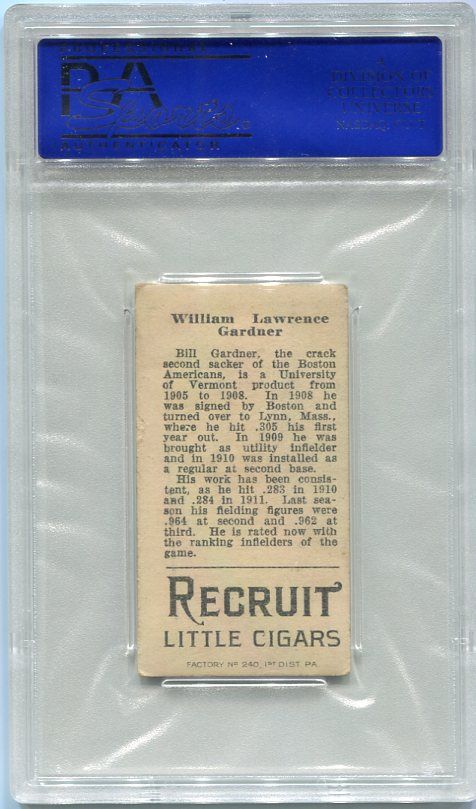 PROFESSIONAL
PSA
Security
AUTHENTICATOR
A
DIVISION OF
COLLECTORS
UNIVERSE
NASDAQ: CLCT
William Lawrence
Gardner
Bill Gardner, the crack
second sacker of the Boston
Americans, is a University
of Vermont product from
1905 to 1908. In 1908 he
was signed by Boston and
turned over to Lynn, Mass.,
where he hit .305 his first
year out. In 1909 he was
brought as utility infielder
and in 1910 was installed as
a regular at second base.
His work has been consis-
tent, as he hit .283 in 1910
and .284 in 1911. Last sea-
son his fielding figures were
.964 at second and .962 at
third. He is rated now with
the ranking infielders of the
game.
RECRUIT
LITTLE CIGARS
FACTORY Nº 240, 1ST DIST. PA.